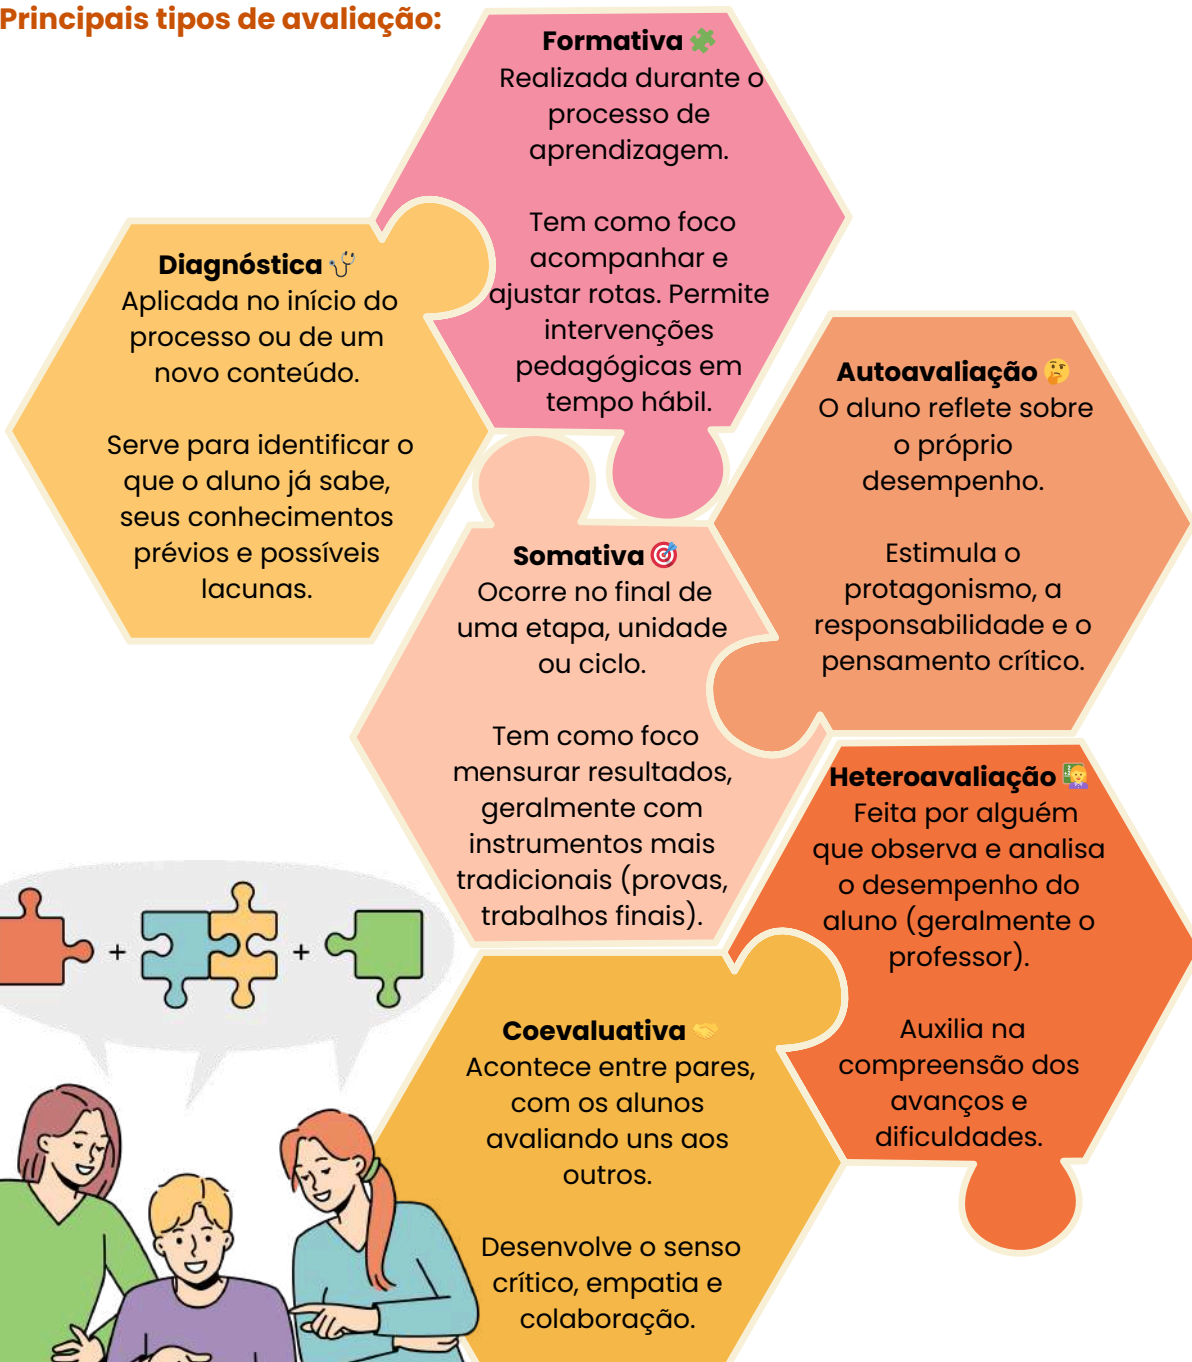 Principais tipos de avaliação:
Formativa
Realizada durante o
processo de
aprendizagem.
Tem como foco
acompanhar e
ajustar rotas. Permite
intervenções
pedagógicas em
tempo hábil.
Diagnóstica
Aplicada no início do
processo ou de um
novo conteúdo.
Serve para identificar o
que o aluno já sabe,
seus conhecimentos
prévios e possíveis
lacunas.
Autoavaliação
O aluno reflete sobre
o próprio
desempenho.
Estimula o
protagonismo, a
responsabilidade e o
pensamento crítico.
Somativa
Ocorre no final de
uma etapa, unidade
ou ciclo.
Tem como foco
mensurar resultados,
geralmente com
instrumentos mais
tradicionais (provas,
trabalhos finais).
Heteroavaliação
Feita por alguém
que observa e analisa
o desempenho do
aluno (geralmente o
professor).
Auxilia na
compreensão dos
avanços e
dificuldades.
+ +
Coevaluativa
Acontece entre pares,
com os alunos
avaliando uns aos
outros.
Desenvolve o senso
crítico, empatia e
colaboração.